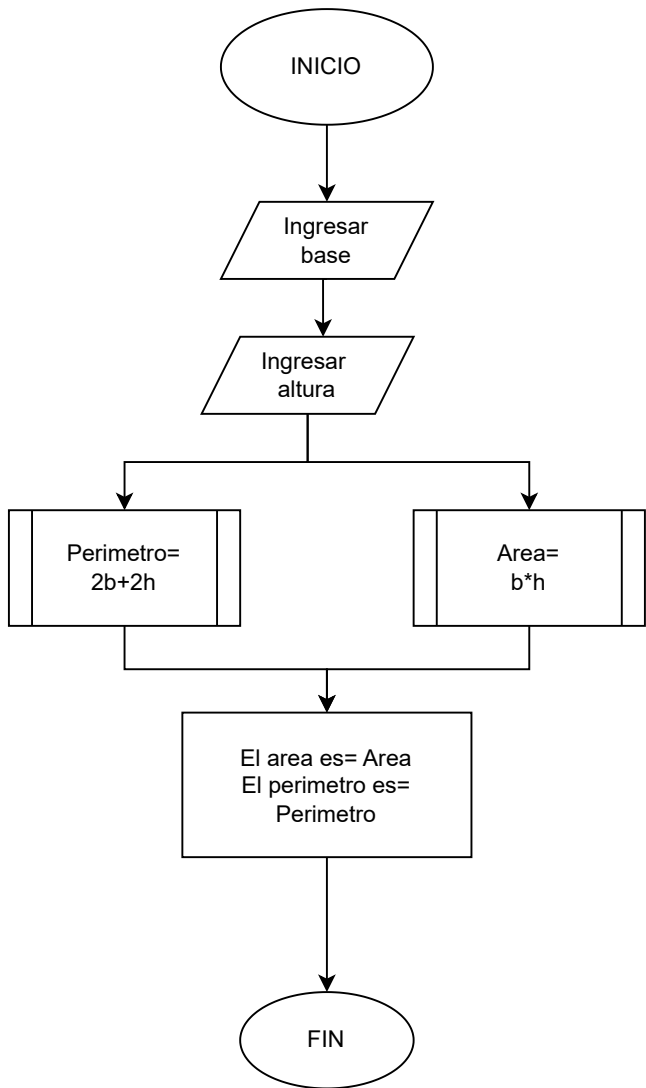 INICIO
Ingresar
base
Ingresar
altura
Perimetro=
2b+2h
Area=
b*h
El area es= Area
El perimetro es=
Perimetro
FIN